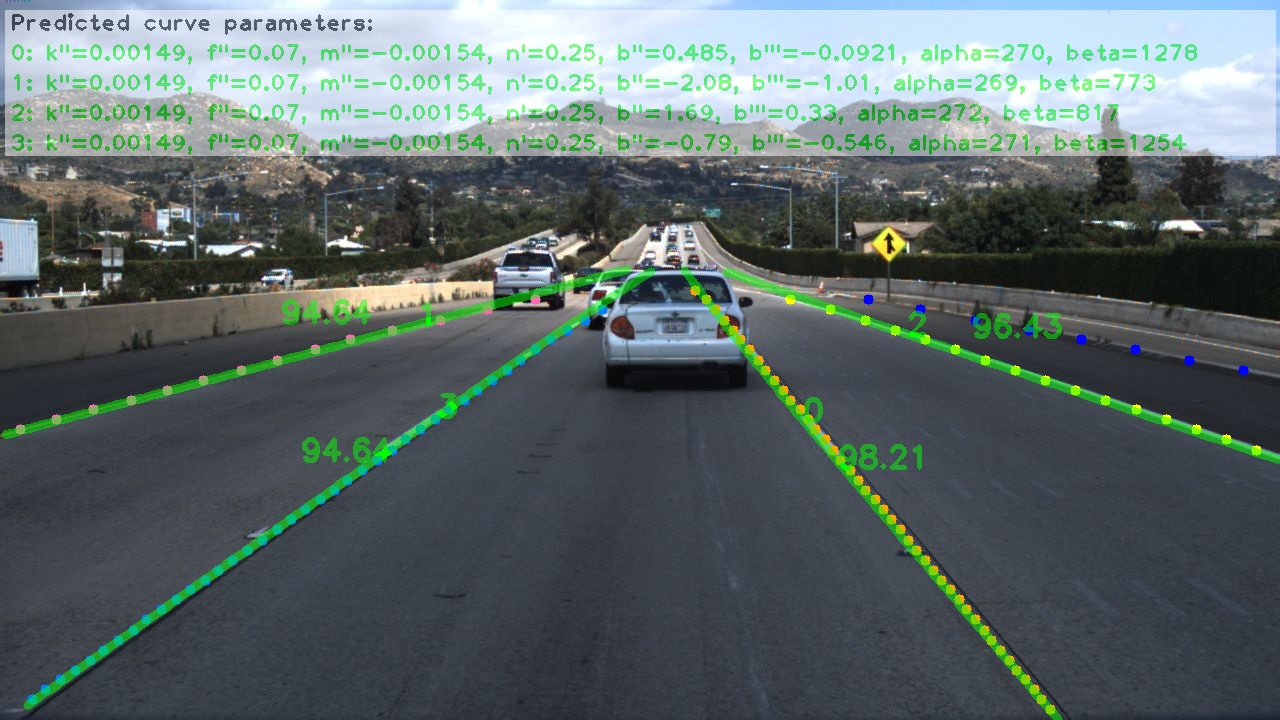 Predicted curve parameters:
0: k''=0.00149, f''=0.07, m''=-0.00154, n'=0.25, b''=0.485, b'''=-0.0921, alpha=270, beta=1278
1: k''=0.00149, f''=0.07, m''=-0.00154, n'=0.25, b''=-2.08, b'''=-1.01, alpha=269, beta=773
2: k''=0.00149, f''=0.07, m''=-0.00154, n'=0.25, b''=1.69, b'''=0.33, alpha=272, beta=817
3: k''=0.00149, f''=0.07, m''=-0.00154, n'=0.25, b''=-0.79, b'''=-0.546, alpha=271, beta=1254
94.64 1
2 96.43
3 0
94.64 98.21